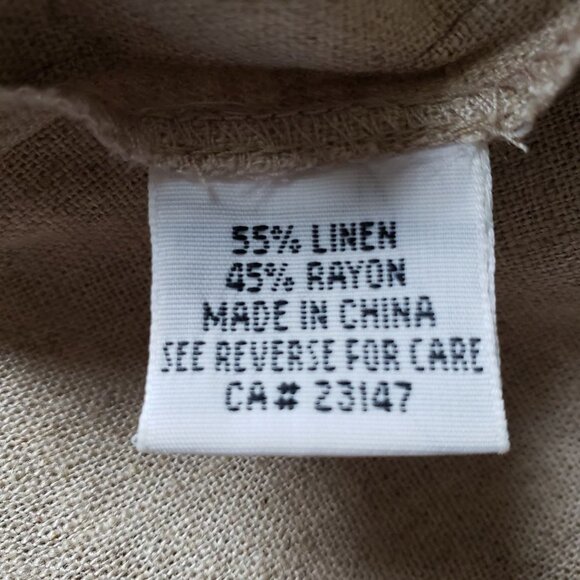 55% LINEN
45% RAYON
MADE IN CHINA
SEE REVERSE FOR CARE
CA# 23147